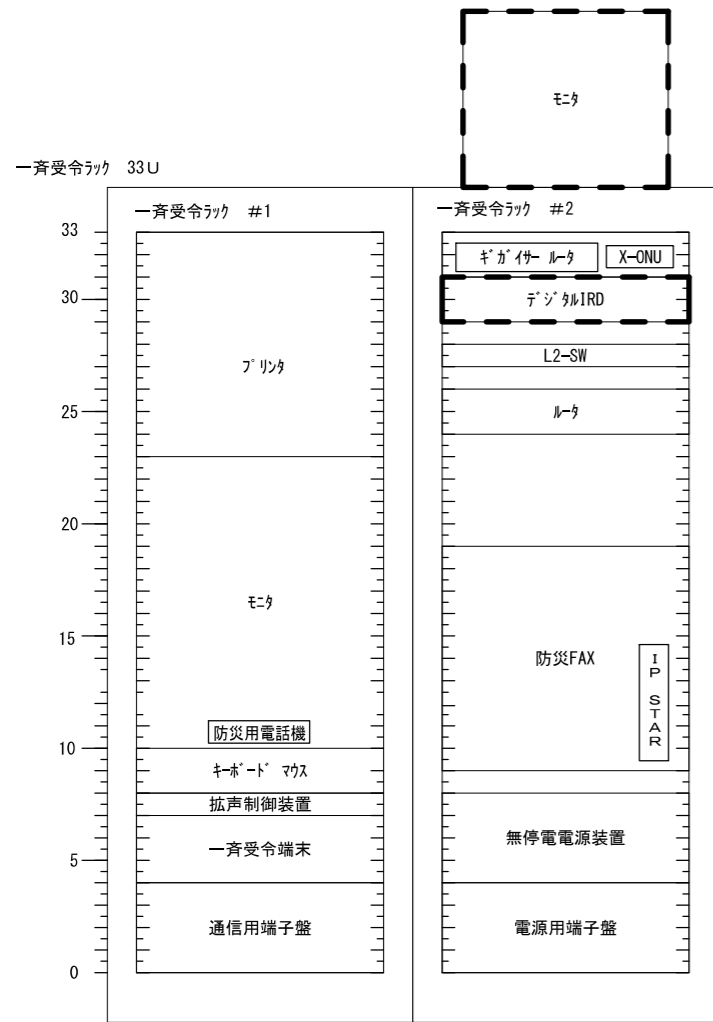 ﾓﾆﾀ
一斉受令ﾗｯｸ 33U
一斉受令ﾗｯｸ #1
一斉受令ﾗｯｸ #2
33
30
25
20
15
10
5
0
ﾌﾟﾘﾝﾀ
ﾓﾆﾀ
防災用電話機
ｷｰﾎﾞｰﾄﾞ ﾏｳｽ
拡声制御装置
一斉受令端末
通信用端子盤
ｷﾞｶﾞｲｻｰ ﾙｰﾀ
X-ONU
ﾃﾞｼﾞﾀﾙIRD
L2-SW
ﾙｰﾀ
防災FAX
IP STAR
無停電電源装置
電源用端子盤